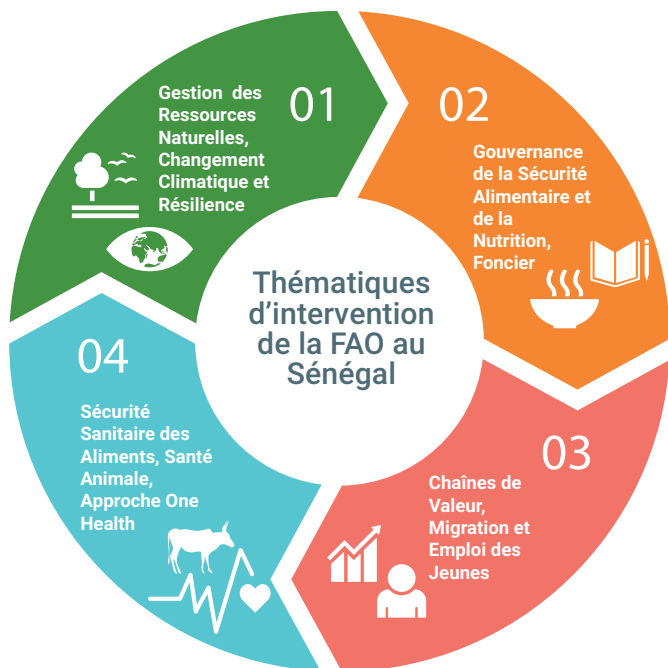 Thématiques
d'intervention
de la FAO au
Sénégal
01
Gestion des
Ressources
Naturelles,
Changement
Climatique et
Résilience
02
Gouvernance
de la Sécurité
Alimentaire et
de la
Nutrition,
Foncier
03
Chaînes de
Valeur,
Migration et
Emploi des
Jeunes
04
Sécurité
Sanitaire des
Aliments, Santé
Animale,
Approche One
Health